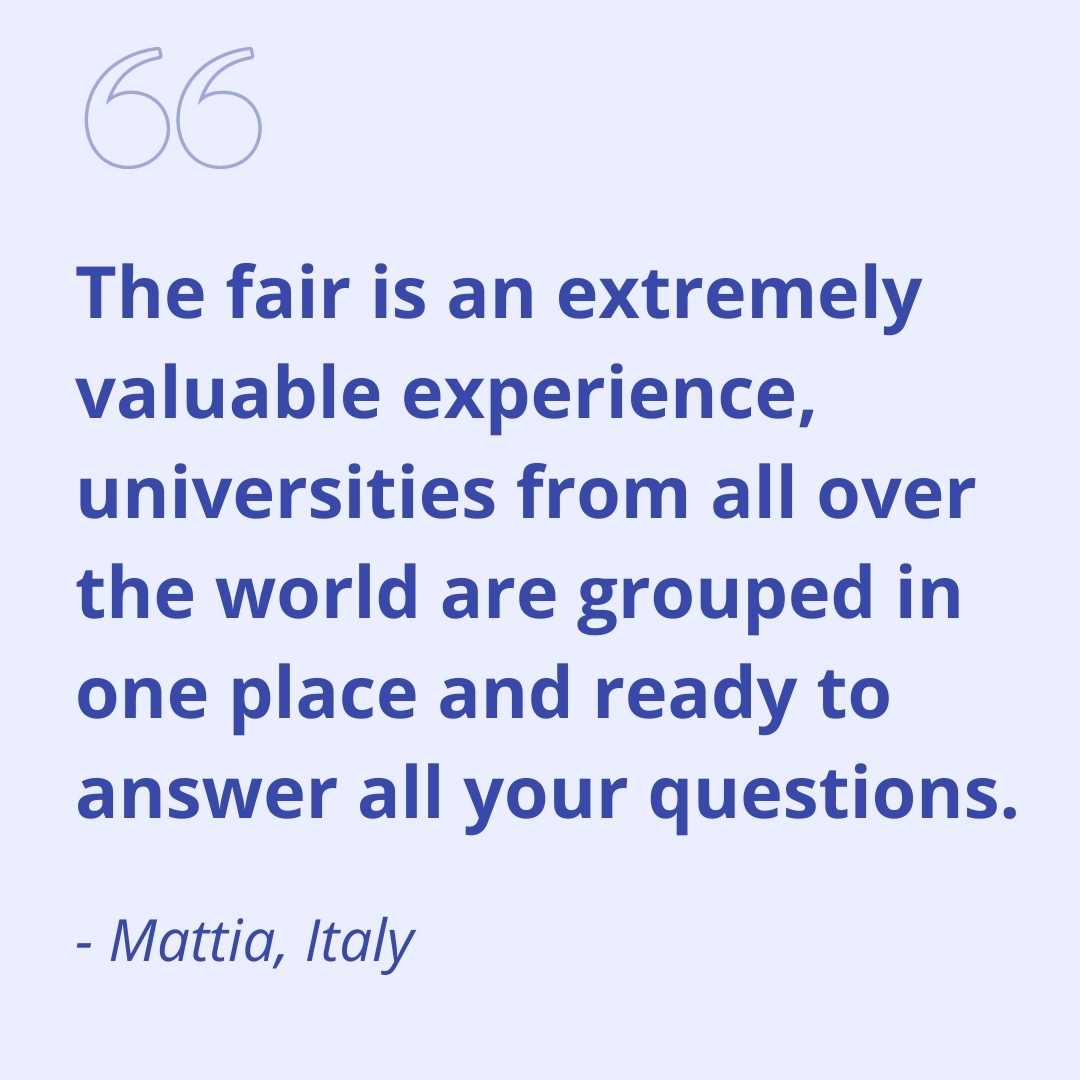 “
The fair is an extremely
valuable experience,
universities from all over
the world are grouped in
one place and ready to
answer all your questions.
- Mattia, Italy